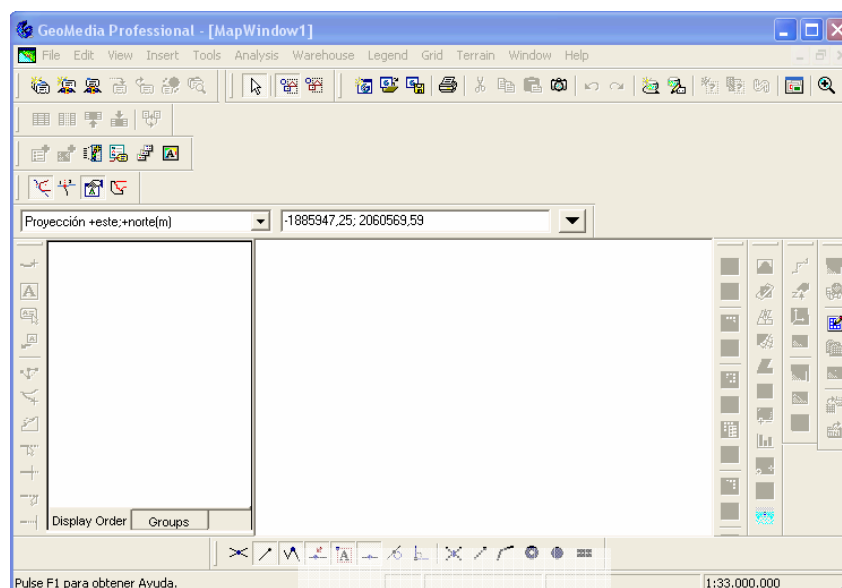 GeoMedia Professional - [MapWindow1]
File Edit View Insert Tools Analysis Warehouse Legend Grid Terrain Window Help
Proyección +este;+norte(m) -1885947,25; 2060569,59
Display Order Groups
Pulse F1 para obtener Ayuda. 1:33.000.000